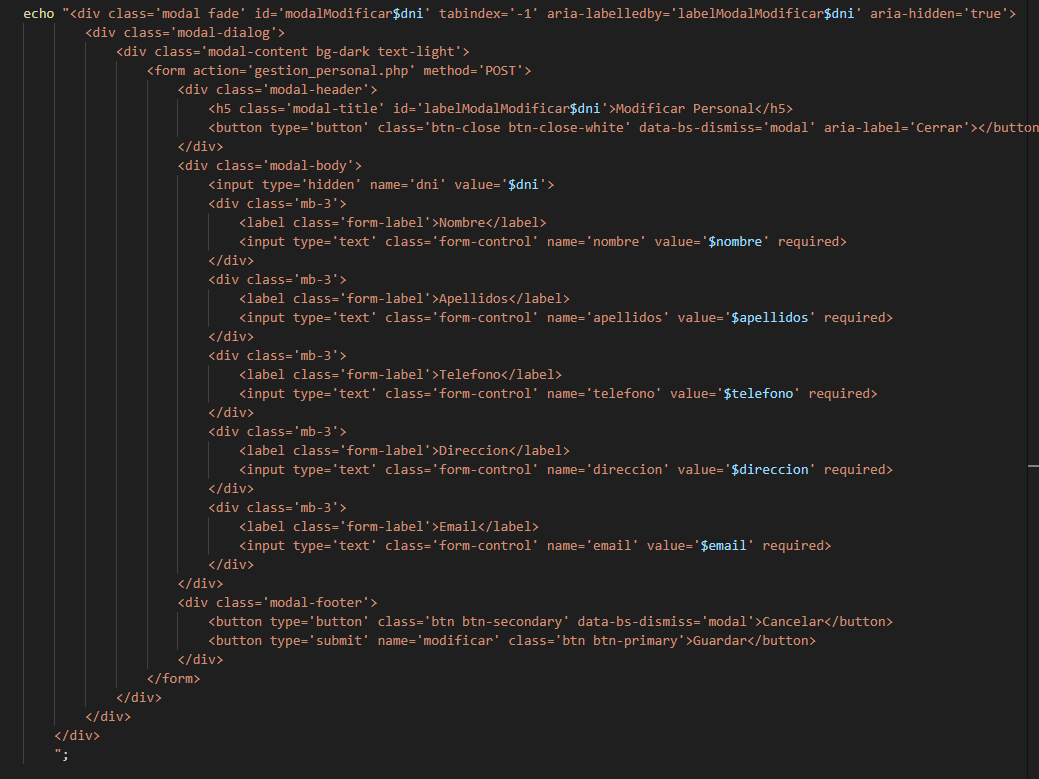 echo "<div class='modal fade' id='modalModificar$dni' tabindex='-1' aria-labelledby='labelModalModificar$dni' aria-hidden='true'>
<div class='modal-dialog'>
<div class='modal-content bg-dark text-light'>
<form action='gestion_personal.php' method='POST'>
<div class='modal-header'>
<h5 class='modal-title' id='labelModalModificar$dni'>Modificar Personal</h5>
<button type='button' class='btn-close btn-close-white' data-bs-dismiss='modal' aria-label='Cerrar'></button
</div>
<div class='modal-body'>
<input type='hidden' name='dni' value='$dni'>
<div class='mb-3'>
<label class='form-label'>Nombre</label>
<input type='text' class='form-control' name='nombre' value='$nombre' required>
</div>
<div class='mb-3'>
<label class='form-label'>Apellidos</label>
<input type='text' class='form-control' name='apellidos' value='$apellidos' required>
</div>
<div class='mb-3'>
<label class='form-label'>Telefono</label>
<input type='text' class='form-control' name='telefono' value='$telefono' required>
</div>
<div class='mb-3'>
<label class='form-label'>Direccion</label>
<input type='text' class='form-control' name='direccion' value='$direccion' required>
</div>
<div class='mb-3'>
<label class='form-label'>Email</label>
<input type='text' class='form-control' name='email' value='$email' required>
</div>
</div>
<div class='modal-footer'>
<button type='button' class='btn btn-secondary' data-bs-dismiss='modal'>Cancelar</button>
<button type='submit' name='modificar' class='btn btn-primary'>Guardar</button>
</div>
</form>
</div>
</div>
</div>
";